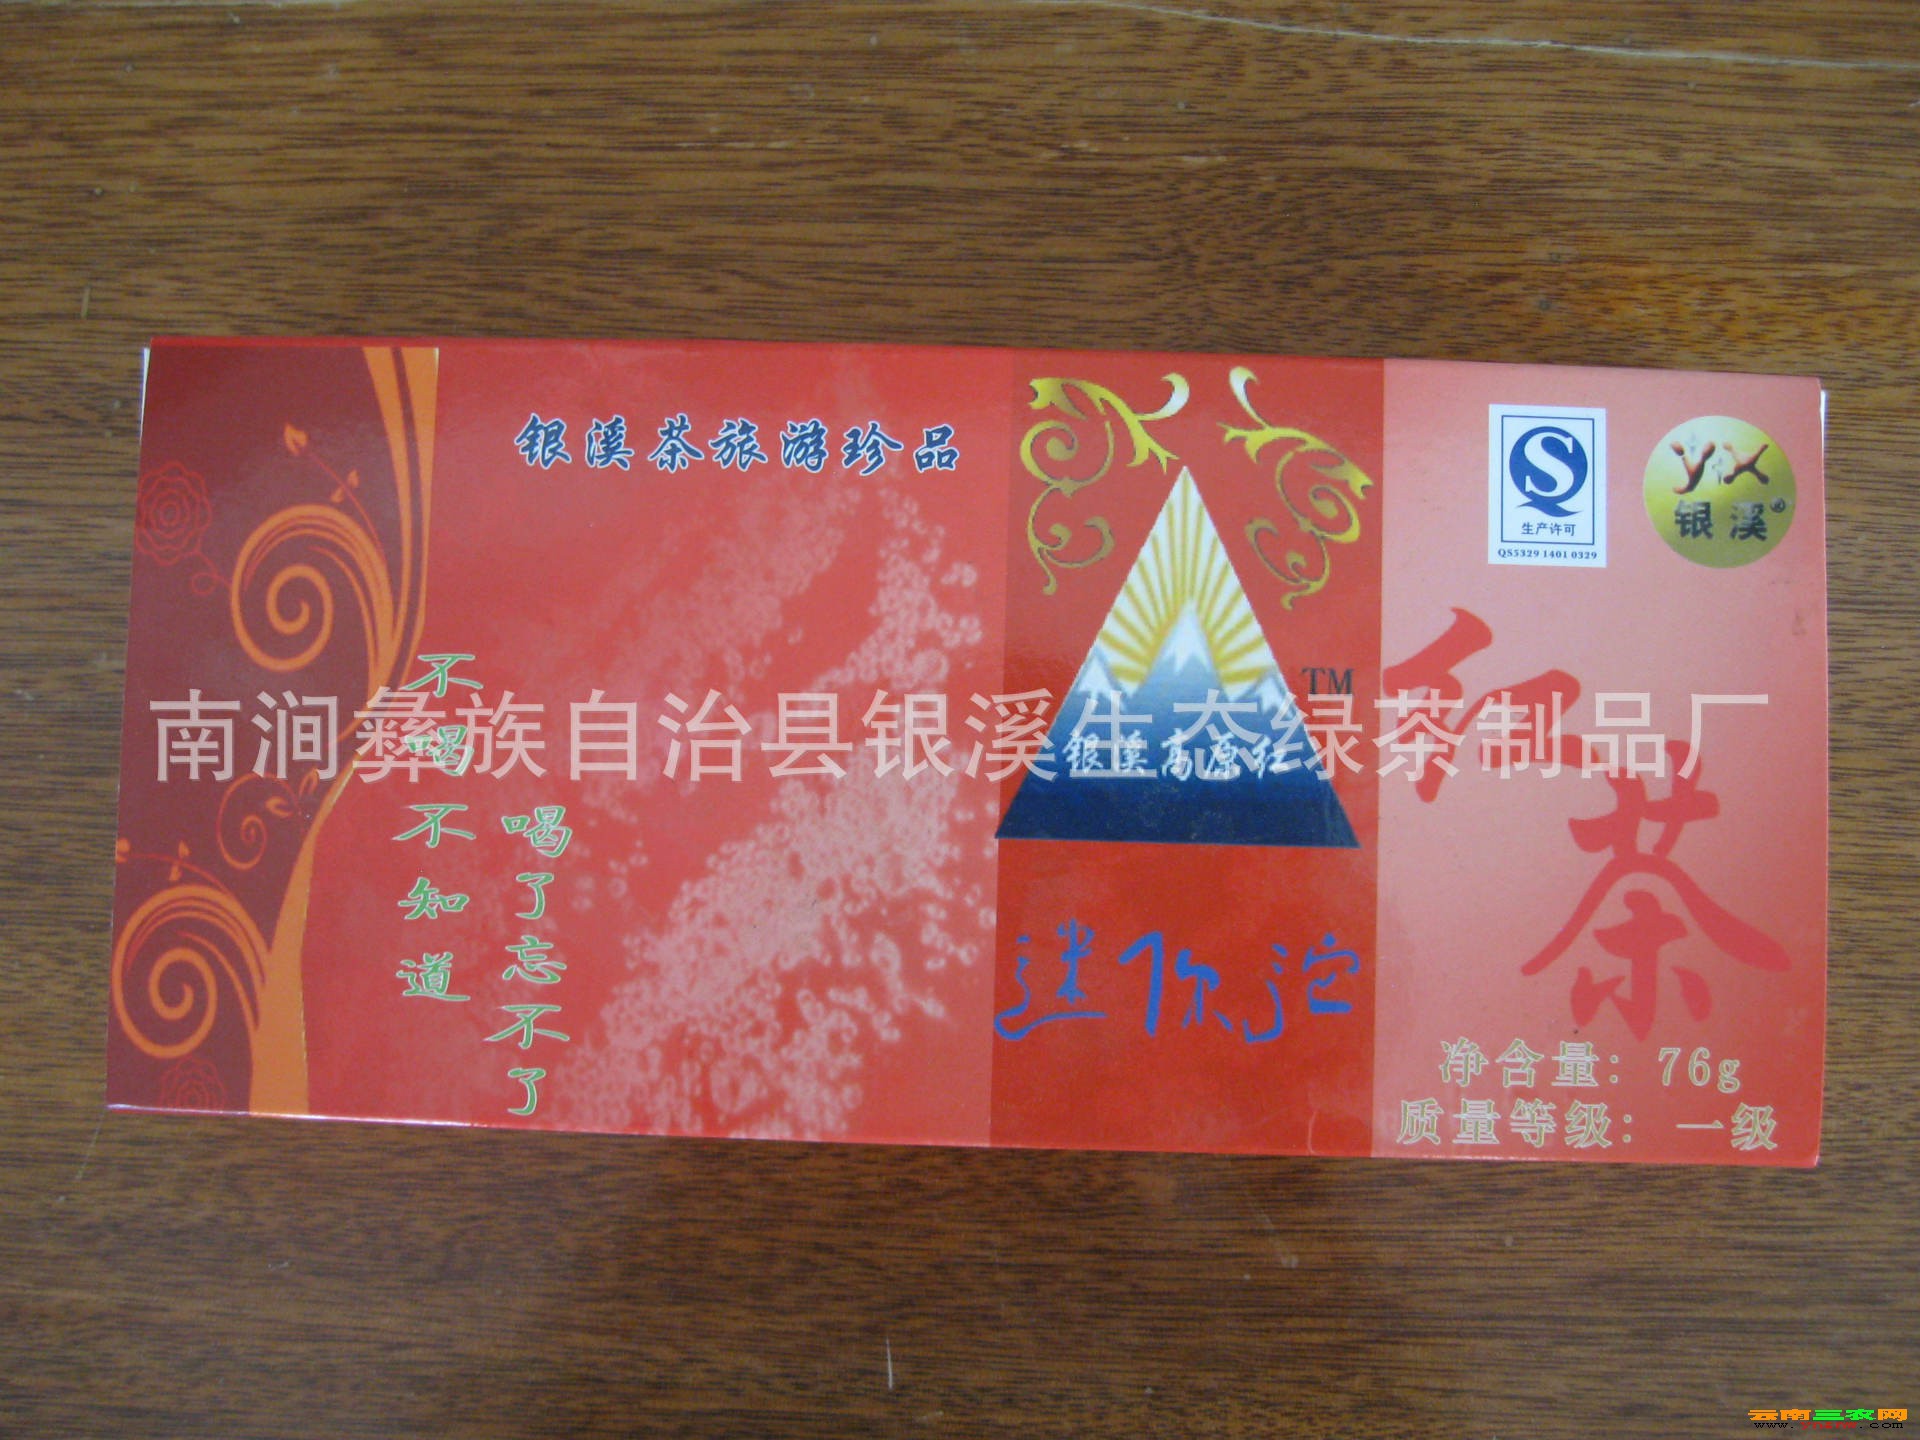 银溪茶旅游珍品
生产许可
QS5329 1401 0329
yx
银溪®
不喝不知道
喝了忘不了
TM
银溪高原红
南涧彝族自治县银溪生态绿茶制品厂
迷你沱
红茶
净含量：76g
质量等级：一级
云南三农网